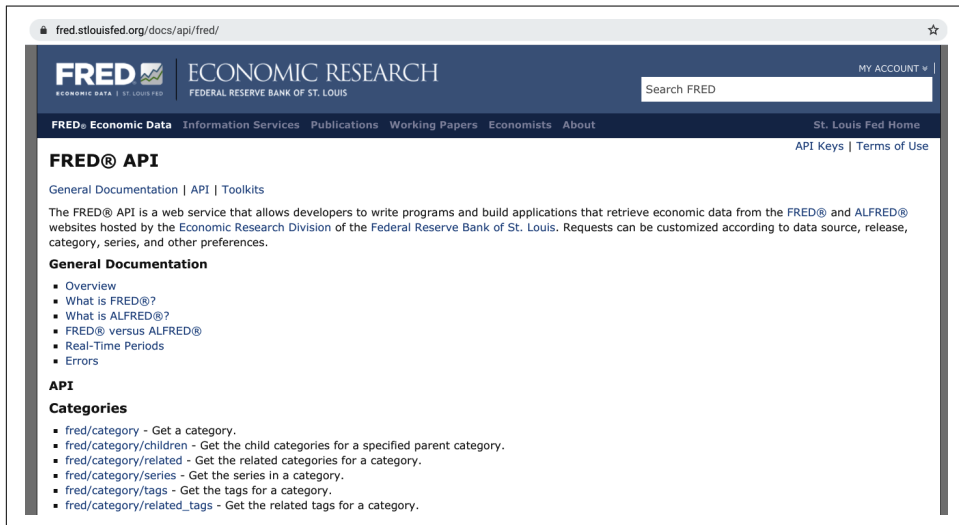 fred.stlouisfed.org/docs/api/fred/
FRED
ECONOMIC DATA | ST. LOUIS FED
ECONOMIC RESEARCH
FEDERAL RESERVE BANK OF ST. LOUIS
MY ACCOUNT
Search FRED
FRED® Economic Data Information Services Publications Working Papers Economists About St. Louis Fed Home
API Keys | Terms of Use
FRED® API
General Documentation | API | Toolkits
The FRED® API is a web service that allows developers to write programs and build applications that retrieve economic data from the FRED® and ALFRED®
websites hosted by the Economic Research Division of the Federal Reserve Bank of St. Louis. Requests can be customized according to data source, release,
category, series, and other preferences.
General Documentation
▪ Overview
▪ What is FRED®?
▪ What is ALFRED®?
▪ FRED® versus ALFRED®
▪ Real-Time Periods
▪ Errors
API
Categories
▪ fred/category - Get a category.
▪ fred/category/children - Get the child categories for a specified parent category.
▪ fred/category/related - Get the related categories for a category.
▪ fred/category/series - Get the series in a category.
▪ fred/category/tags - Get the tags for a category.
▪ fred/category/related_tags - Get the related tags for a category.